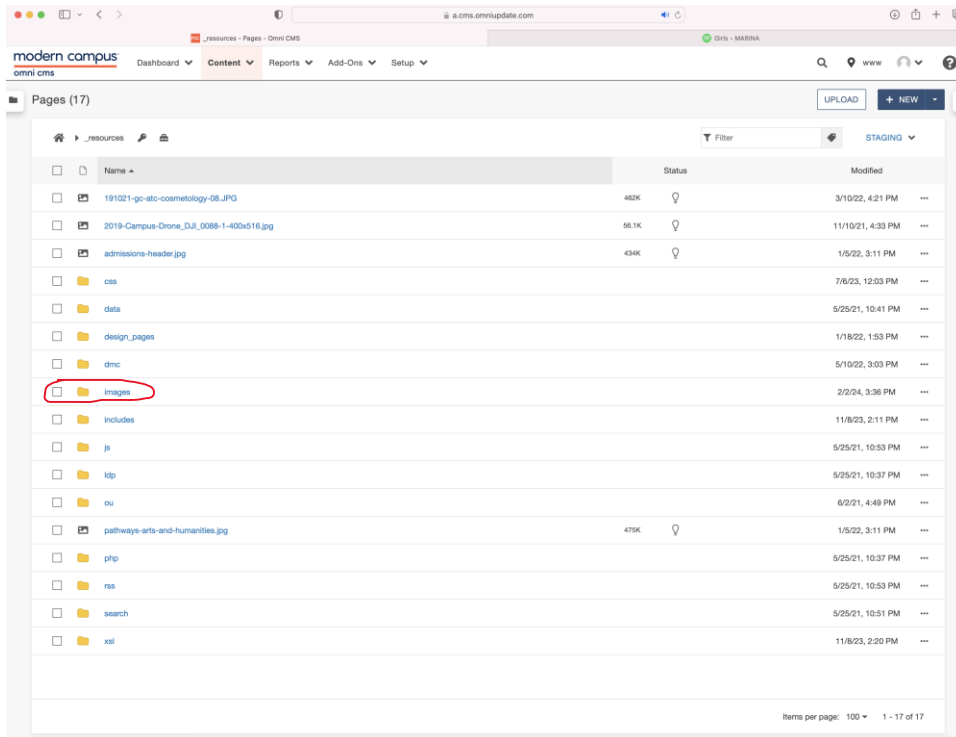 a.cms.omniupdate.com
_resources - Pages - Omni CMS
Girls - MARINA
modern campus
omni cms
Dashboard
Content
Reports
Add-Ons
Setup
www
?
Pages (17)
UPLOAD
+ NEW
_resources
Filter
STAGING
Name Status Modified
191021-gc-atc-cosmetology-08.JPG 462K 3/10/22, 4:21 PM
2019-Campus-Drone_DJI_0088-1-400x516.jpg 56.1K 11/10/21, 4:33 PM
admissions-header.jpg 434K 1/5/22, 3:11 PM
css 7/6/23, 12:03 PM
data 5/25/21, 10:41 PM
design_pages 1/18/22, 1:53 PM
dmc 5/10/22, 3:03 PM
images 2/2/24, 3:36 PM
includes 11/8/23, 2:11 PM
js 5/25/21, 10:53 PM
ldp 5/25/21, 10:37 PM
ou 6/2/21, 4:49 PM
pathways-arts-and-humanities.jpg 475K 1/5/22, 3:11 PM
php 5/25/21, 10:37 PM
rss 5/25/21, 10:53 PM
search 5/25/21, 10:51 PM
xsl 11/8/23, 2:20 PM
Items per page: 100 1 - 17 of 17